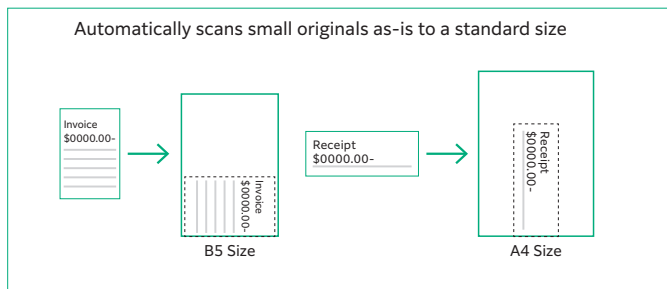 Automatically scans small originals as-is to a standard size
Invoice
$0000.00-
Invoice
$0000.00-
B5 Size
Receipt
$0000.00-
Receipt
$0000.00-
A4 Size